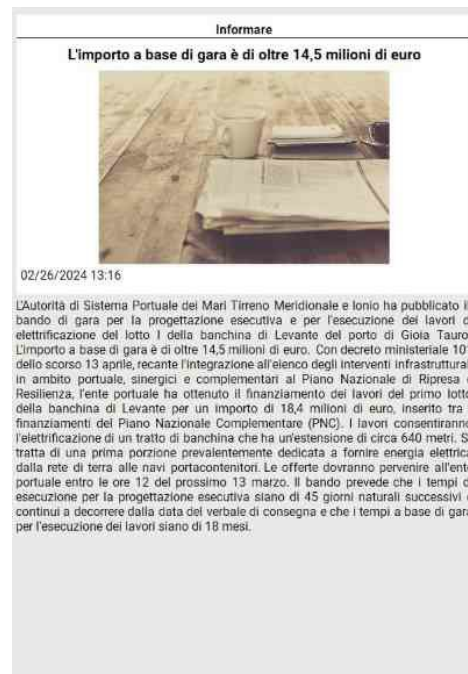 Informare
L'importo a base di gara è di oltre 14,5 milioni di euro
02/26/2024 13:16
L'Autorità di Sistema Portuale dei Mari Tirreno Meridionale e Ionio ha pubblicato
bando di gara per la progettazione esecutiva e per l'esecuzione dei lavori
elettrificazione del lotto I della banchina di Levante del porto di Gioia Tauro
L'importo a base di gara è di oltre 14,5 milioni di euro. Con decreto ministeriale
dello scorso 13 aprile, recante l'integrazione all'elenco degli interventi infrastruttural
in ambito portuale, sinergici e complementari al Piano Nazionale di Ripresa
Resilienza, l'ente portuale ha ottenuto il finanziamento dei lavori del primo lotto
della banchina di Levante per un importo di 18,4 milioni di euro, inserito tra
finanziamenti del Piano Nazionale Complementare (PNC). I lavori consentiranno
l'elettrificazione di un tratto di banchina che ha un'estensione di circa 640 metri. S
tratta di una prima porzione prevalentemente dedicata a fornire energia elettrica
dalla rete di terra alle navi portacontenitori. Le offerte dovranno pervenire all'ente
portuale entro le ore 12 del prossimo 13 marzo. Il bando prevede che i tempi d
esecuzione per la progettazione esecutiva siano di 45 giorni naturali successivi
continui a decorrere dalla data del verbale di consegna e che i tempi a base di gara
per l'esecuzione dei lavori siano di 18 mesi.